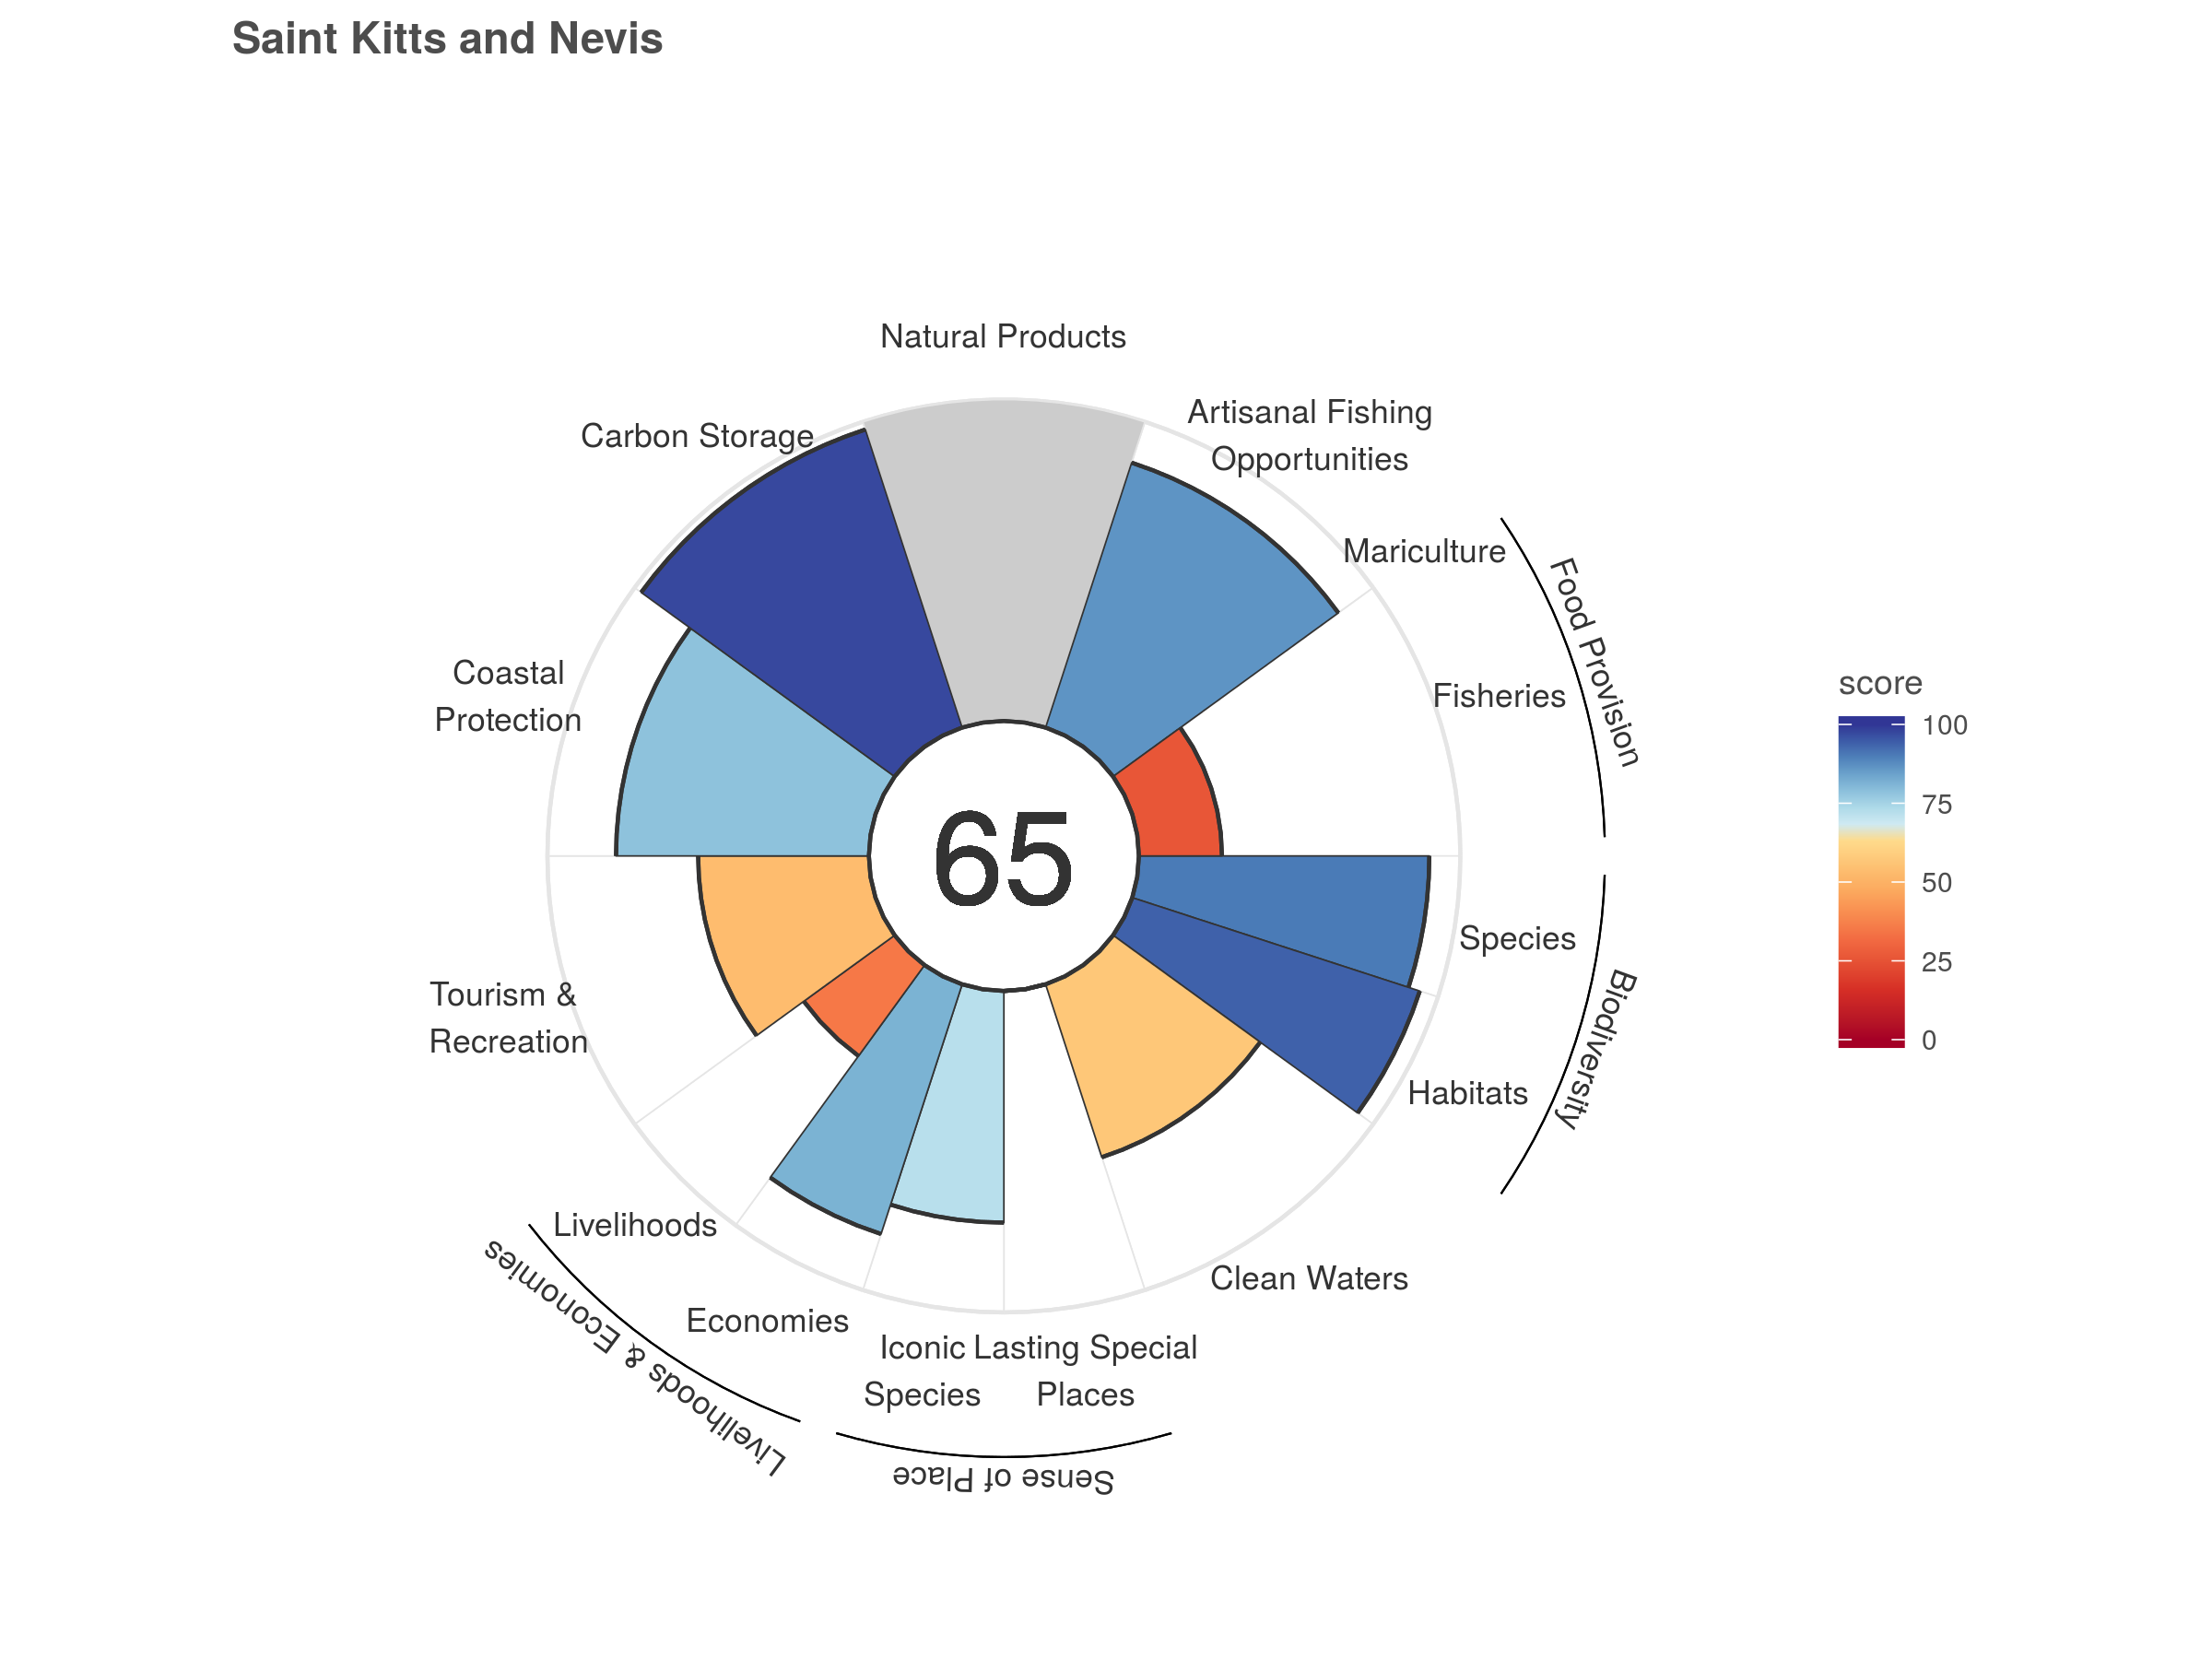 Saint Kitts and Nevis
Natural Products
Artisanal Fishing
Opportunities
Carbon Storage
Mariculture
Food Provision
Coastal
Protection
Fisheries
score
100
75
50
25
0
65
Species
Biodiversity
Tourism &
Recreation
Habitats
Livelihoods
Clean Waters
Economies
Livelihoods & Economies
Iconic
Species
Lasting Special
Places
Sense of Place